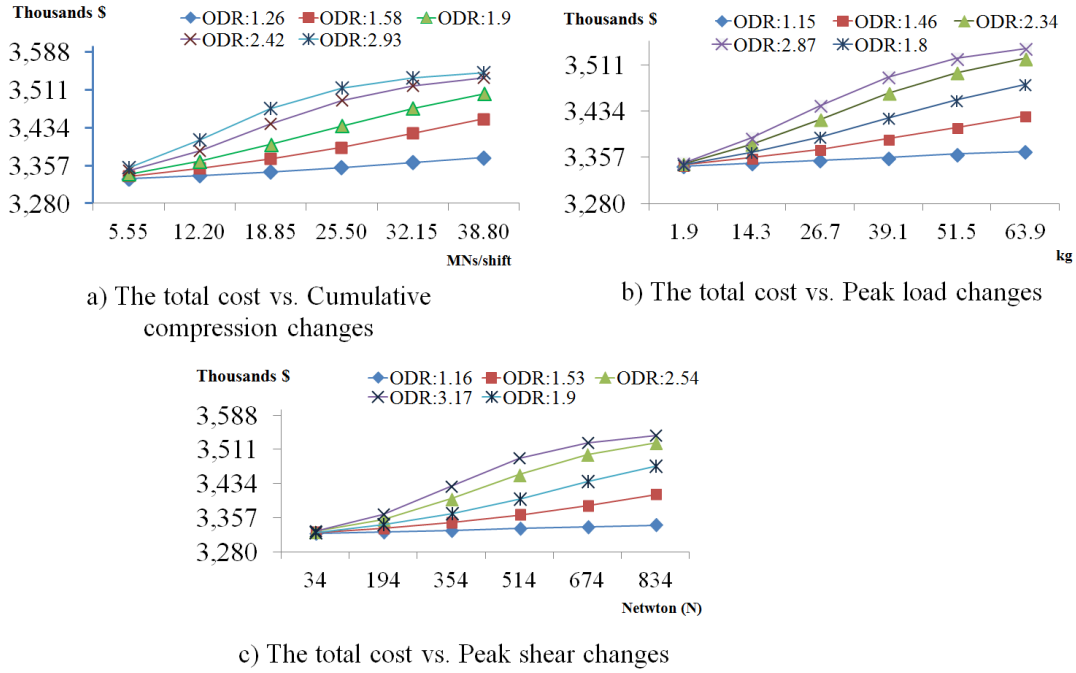 Thousands $
ODR:1.26 ODR:1.58 ODR:1.9
ODR:2.42 ODR:2.93
3,588
3,511
3,434
3,357
3,280
5.55 12.20 18.85 25.50 32.15 38.80
MNs/shift
a) The total cost vs. Cumulative
compression changes
Thousands $
ODR:1.15 ODR:1.46 ODR:2.34
ODR:2.87 ODR:1.8
3,511
3,434
3,357
3,280
1.9 14.3 26.7 39.1 51.5 63.9
kg
b) The total cost vs. Peak load changes
Thousands $
ODR:1.16 ODR:1.53 ODR:2.54
ODR:3.17 ODR:1.9
3,588
3,511
3,434
3,357
3,280
34 194 354 514 674 834
Netwton (N)
c) The total cost vs. Peak shear changes